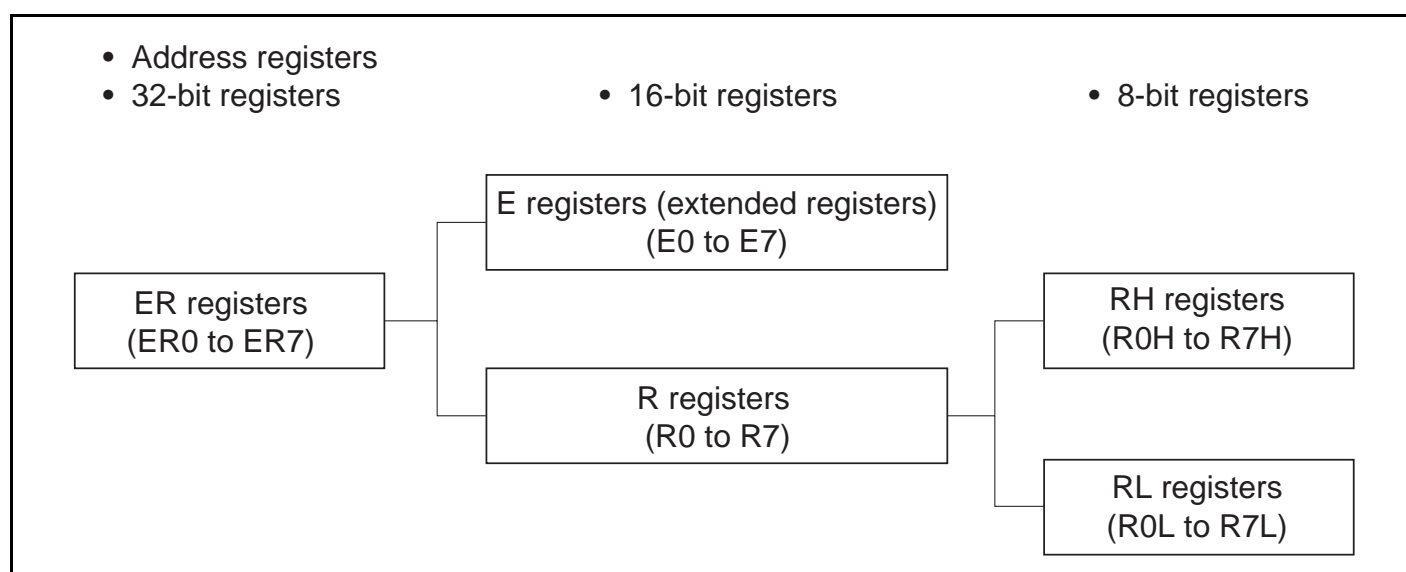 • Address registers
• 32-bit registers
• 16-bit registers
• 8-bit registers
E registers (extended registers)
(E0 to E7)
ER registers
(ER0 to ER7)
RH registers
(R0H to R7H)
R registers
(R0 to R7)
RL registers
(R0L to R7L)